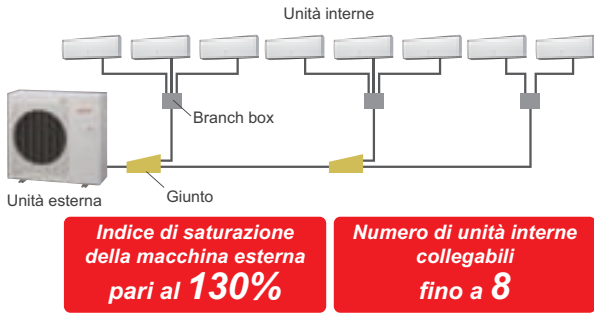 Unità interne
Branch box
Giunto
Unità esterna
Indice di saturazione
della macchina esterna
pari al 130%
Numero di unità interne
collegabili
fino a 8